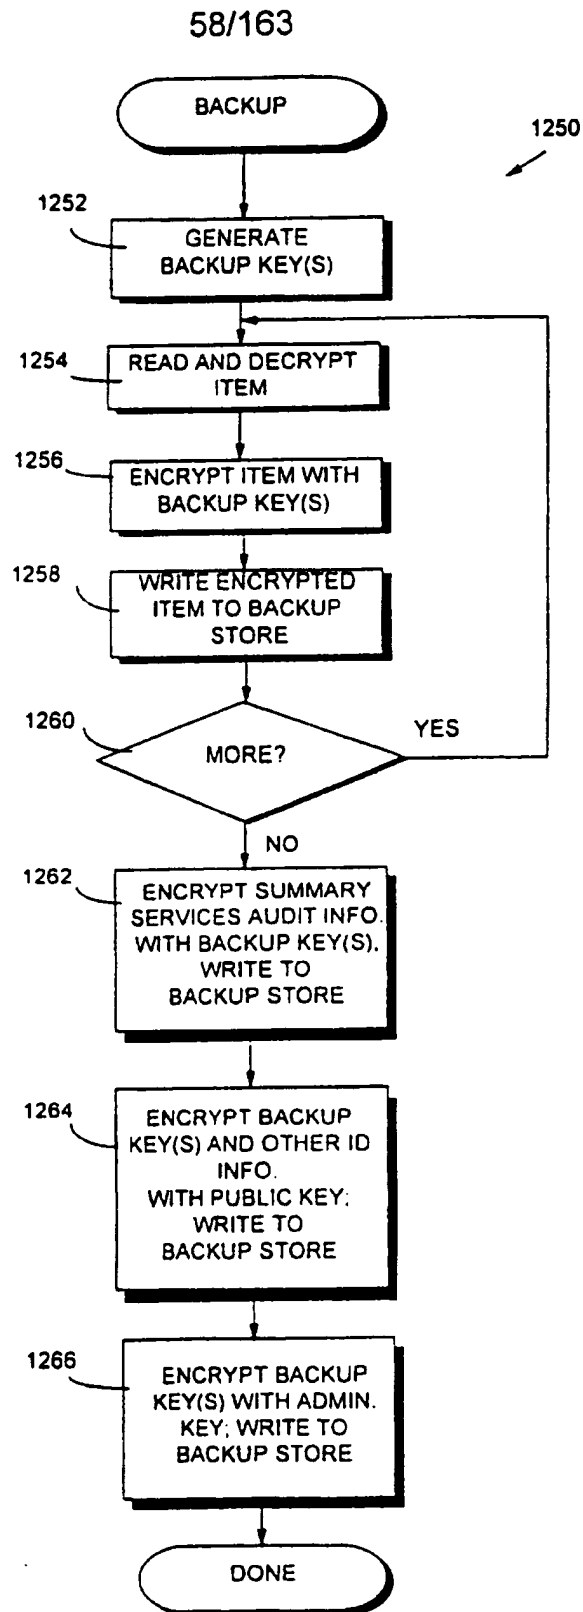 58/163
BACKUP
1250
1252
GENERATE
BACKUP KEY(S)
1254
READ AND DECRYPT
ITEM
1256
ENCRYPT ITEM WITH
BACKUP KEY(S)
1258
WRITE ENCRYPTED
ITEM TO BACKUP
STORE
1260
MORE?
YES
NO
1262
ENCRYPT SUMMARY
SERVICES AUDIT INFO.
WITH BACKUP KEY(S),
WRITE TO
BACKUP STORE
1264
ENCRYPT BACKUP
KEY(S) AND OTHER ID
INFO.
WITH PUBLIC KEY;
WRITE TO
BACKUP STORE
1266
ENCRYPT BACKUP
KEY(S) WITH ADMIN.
KEY; WRITE TO
BACKUP STORE
DONE